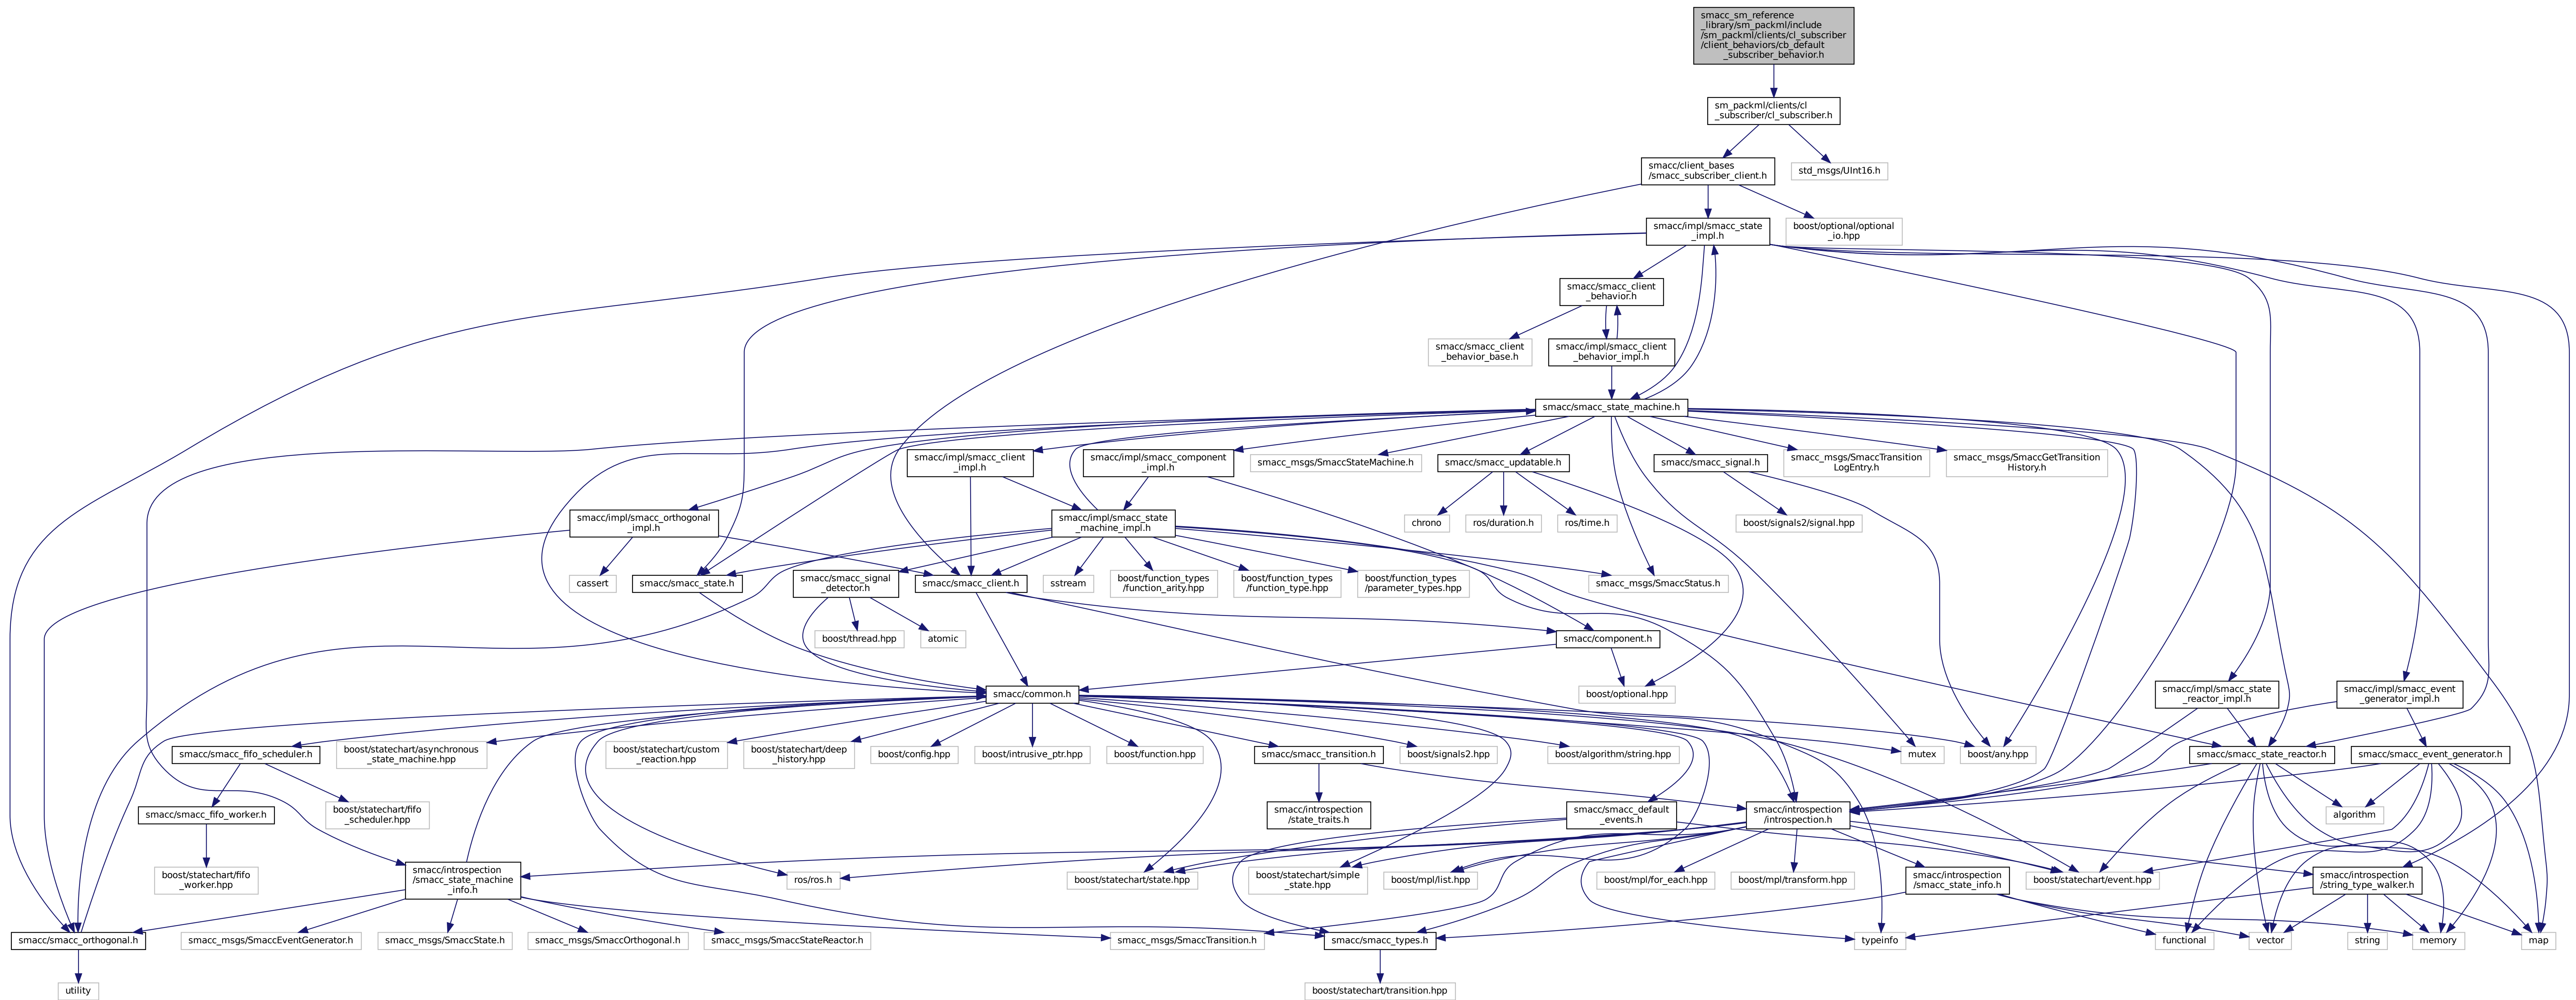 smacc_sm_reference
_library/sm_packml/include
/sm_packml/clients/cl_subscriber
/client_behaviors/cb_default
_subscriber_behavior.h
sm_packml/clients/cl
_subscriber/cl_subscriber.h
smacc/client_bases
/smacc_subscriber_client.h
std_msgs/UInt16.h
smacc/impl/smacc_state
_impl.h
boost/optional/optional
_io.hpp
smacc/smacc_client
_behavior.h
smacc/smacc_client
_behavior_base.h
smacc/impl/smacc_client
_behavior_impl.h
smacc/smacc_state_machine.h
smacc/impl/smacc_client
_impl.h
smacc/impl/smacc_component
_impl.h
smacc_msgs/SmaccStateMachine.h
smacc/smacc_updatable.h
smacc/smacc_signal.h
smacc_msgs/SmaccTransition
LogEntry.h
smacc_msgs/SmaccGetTransition
History.h
smacc/impl/smacc_orthogonal
_impl.h
smacc/impl/smacc_state
_machine_impl.h
chrono
ros/duration.h
ros/time.h
boost/signals2/signal.hpp
cassert
smacc/smacc_state.h
smacc/smacc_signal
_detector.h
smacc/smacc_client.h
sstream
boost/function_types
/function_arity.hpp
boost/function_types
/function_type.hpp
boost/function_types
/parameter_types.hpp
smacc_msgs/SmaccStatus.h
boost/thread.hpp
atomic
smacc/component.h
smacc/common.h
boost/optional.hpp
smacc/impl/smacc_state
_reactor_impl.h
smacc/impl/smacc_event
_generator_impl.h
smacc/smacc_fifo_scheduler.h
boost/statechart/asynchronous
_state_machine.hpp
boost/statechart/custom
_reaction.hpp
boost/statechart/deep
_history.hpp
boost/config.hpp
boost/intrusive_ptr.hpp
boost/function.hpp
smacc/smacc_transition.h
boost/signals2.hpp
boost/algorithm/string.hpp
mutex
boost/any.hpp
smacc/smacc_state_reactor.h
smacc/smacc_event_generator.h
smacc/smacc_fifo_worker.h
boost/statechart/fifo
_scheduler.hpp
smacc/introspection
/state_traits.h
smacc/smacc_default
_events.h
smacc/introspection
/introspection.h
algorithm
boost/statechart/fifo
_worker.hpp
smacc/introspection
/smacc_state_machine
_info.h
ros/ros.h
boost/statechart/state.hpp
boost/statechart/simple
_state.hpp
boost/mpl/list.hpp
boost/mpl/for_each.hpp
boost/mpl/transform.hpp
smacc/introspection
/smacc_state_info.h
boost/statechart/event.hpp
smacc/introspection
/string_type_walker.h
smacc/smacc_orthogonal.h
smacc_msgs/SmaccEventGenerator.h
smacc_msgs/SmaccState.h
smacc_msgs/SmaccOrthogonal.h
smacc_msgs/SmaccStateReactor.h
smacc_msgs/SmaccTransition.h
smacc/smacc_types.h
typeinfo
functional
vector
string
memory
map
utility
boost/statechart/transition.hpp